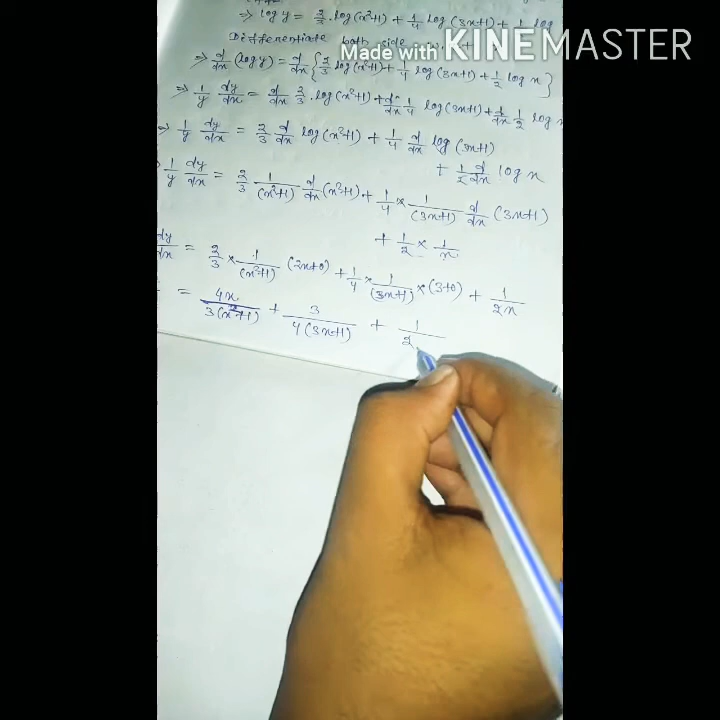 ⇒ log y = 2/3 · log(x²+1) + 1/4 log(3x+1) + 1/2 log
Differentiate both side
Made with KINEMASTER
⇒ d/dx (log y) = d/dx { 2/3 log(x²+1) + 1/4 log(3x+1) + 1/2 log x }
⇒ 1/y dy/dx = d/dx 2/3 · log(x²+1) + d/dx 1/4 log(3x+1) + d/dx 1/2 log x
⇒ 1/y dy/dx = 2/3 d/dx log(x²+1) + 1/4 d/dx log(3x+1)
+ 1/2 d/dx log x
1/y dy/dx = 2/3 1/(x²+1) d/dx (x²+1) + 1/4 × 1/(3x+1) d/dx (3x+1)
+ 1/2 × 1/x
dy/dx = 2/3 × 1/(x²+1) (2x+0) + 1/4 × 1/(3x+1) × (3+0) + 1/2x
= 4x/3(x²+1) + 3/4(3x+1) + 1/2